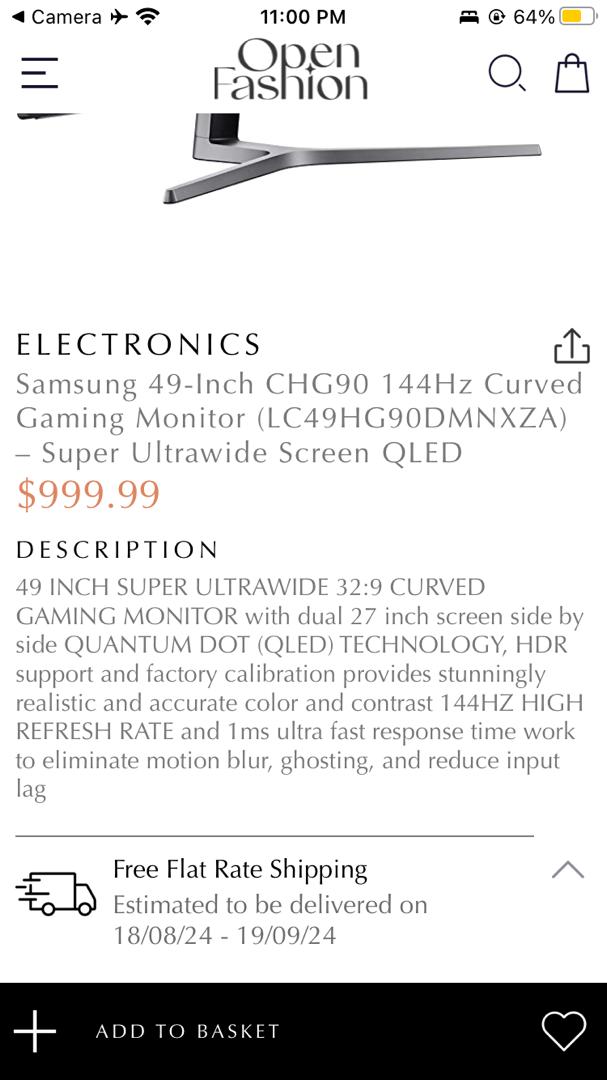 Camera 11:00 PM 64%
Open
Fashion
ELECTRONICS
Samsung 49-Inch CHG90 144Hz Curved
Gaming Monitor (LC49HG90DMNXZA)
– Super Ultrawide Screen QLED
$999.99
DESCRIPTION
49 INCH SUPER ULTRAWIDE 32:9 CURVED
GAMING MONITOR with dual 27 inch screen side by
side QUANTUM DOT (QLED) TECHNOLOGY, HDR
support and factory calibration provides stunningly
realistic and accurate color and contrast 144HZ HIGH
REFRESH RATE and 1ms ultra fast response time work
to eliminate motion blur, ghosting, and reduce input
lag
Free Flat Rate Shipping
Estimated to be delivered on
18/08/24 - 19/09/24
ADD TO BASKET